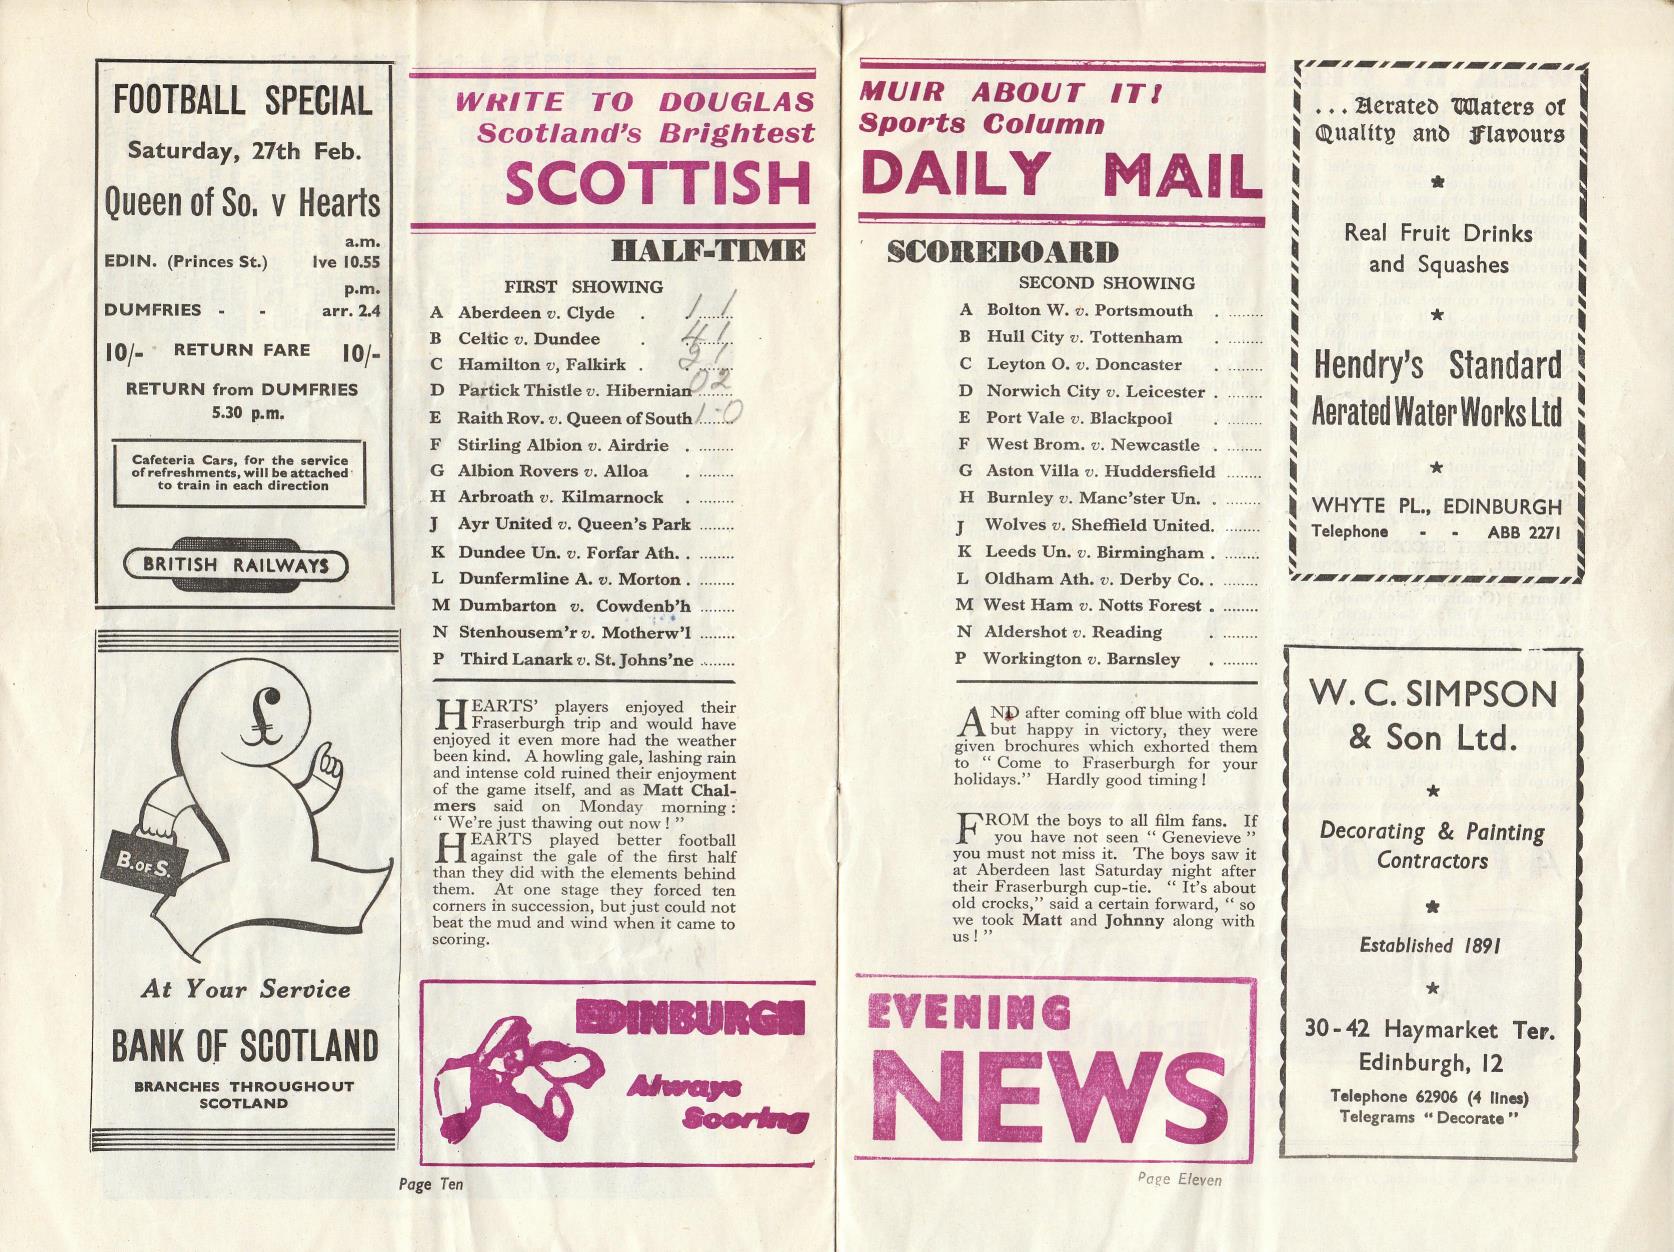 FOOTBALL SPECIAL
Saturday, 27th Feb.
Queen of So. v Hearts
a.m.
EDIN. (Princes St.) lve 10.55
p.m.
DUMFRIES - - arr. 2.4
10/- RETURN FARE 10/-
RETURN from DUMFRIES
5.30 p.m.
Cafeteria Cars, for the service
of refreshments, will be attached
to train in each direction
BRITISH RAILWAYS
£
B. OF S.
At Your Service
BANK OF SCOTLAND
BRANCHES THROUGHOUT
SCOTLAND
WRITE TO DOUGLAS
Scotland's Brightest
SCOTTISH
HALF-TIME
FIRST SHOWING
A Aberdeen v. Clyde . 1 1
B Celtic v. Dundee . 4 1
C Hamilton v, Falkirk . 2 1
D Partick Thistle v. Hibernian 0 2
E Raith Rov. v. Queen of South 1-0
F Stirling Albion v. Airdrie . ........
G Albion Rovers v. Alloa . ........
H Arbroath v. Kilmarnock . ........
J Ayr United v. Queen's Park ........
K Dundee Un. v. Forfar Ath. . ........
L Dunfermline A. v. Morton . ........
M Dumbarton v. Cowdenb'h ........
N Stenhousem'r v. Motherw'l ........
P Third Lanark v. St. Johns'ne ........
HEARTS' players enjoyed their
Fraserburgh trip and would have
enjoyed it even more had the weather
been kind. A howling gale, lashing rain
and intense cold ruined their enjoyment
of the game itself, and as Matt Chal-
mers said on Monday morning :
" We're just thawing out now ! "
HEARTS played better football
against the gale of the first half
than they did with the elements behind
them. At one stage they forced ten
corners in succession, but just could not
beat the mud and wind when it came to
scoring.
EDINBURGH
Always
Scoring
Page Ten
MUIR ABOUT IT!
Sports Column
DAILY MAIL
SCOREBOARD
SECOND SHOWING
A Bolton W. v. Portsmouth . ........
B Hull City v. Tottenham . ........
C Leyton O. v. Doncaster . ........
D Norwich City v. Leicester . ........
E Port Vale v. Blackpool . ........
F West Brom. v. Newcastle . ........
G Aston Villa v. Huddersfield ........
H Burnley v. Manc'ster Un. . ........
J Wolves v. Sheffield United. ........
K Leeds Un. v. Birmingham . ........
L Oldham Ath. v. Derby Co. . ........
M West Ham v. Notts Forest . ........
N Aldershot v. Reading . ........
P Workington v. Barnsley . ........
AND after coming off blue with cold
but happy in victory, they were
given brochures which exhorted them
to " Come to Fraserburgh for your
holidays." Hardly good timing !
FROM the boys to all film fans. If
you have not seen " Genevieve "
you must not miss it. The boys saw it
at Aberdeen last Saturday night after
their Fraserburgh cup-tie. " It's about
old crocks," said a certain forward, " so
we took Matt and Johnny along with
us ! "
EVENING
NEWS
Page Eleven
... Aerated Waters of
Quality and Flavours
Real Fruit Drinks
and Squashes
Hendry's Standard
Aerated Water Works Ltd
WHYTE PL., EDINBURGH
Telephone - - ABB 2271
W. C. SIMPSON
& Son Ltd.
Decorating & Painting
Contractors
Established 1891
30-42 Haymarket Ter.
Edinburgh, 12
Telephone 62906 (4 lines)
Telegrams " Decorate "